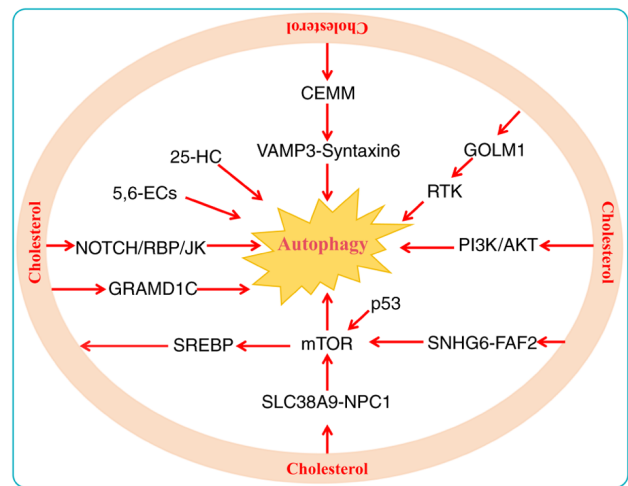 Cholesterol
CEMM
VAMP3-Syntaxin6
GOLM1
25-HC
RTK
5,6-ECs
Cholesterol
NOTCH/RBP/JK
Autophagy
PI3K/AKT
Cholesterol
GRAMD1C
p53
SREBP
mTOR
SNHG6-FAF2
SLC38A9-NPC1
Cholesterol